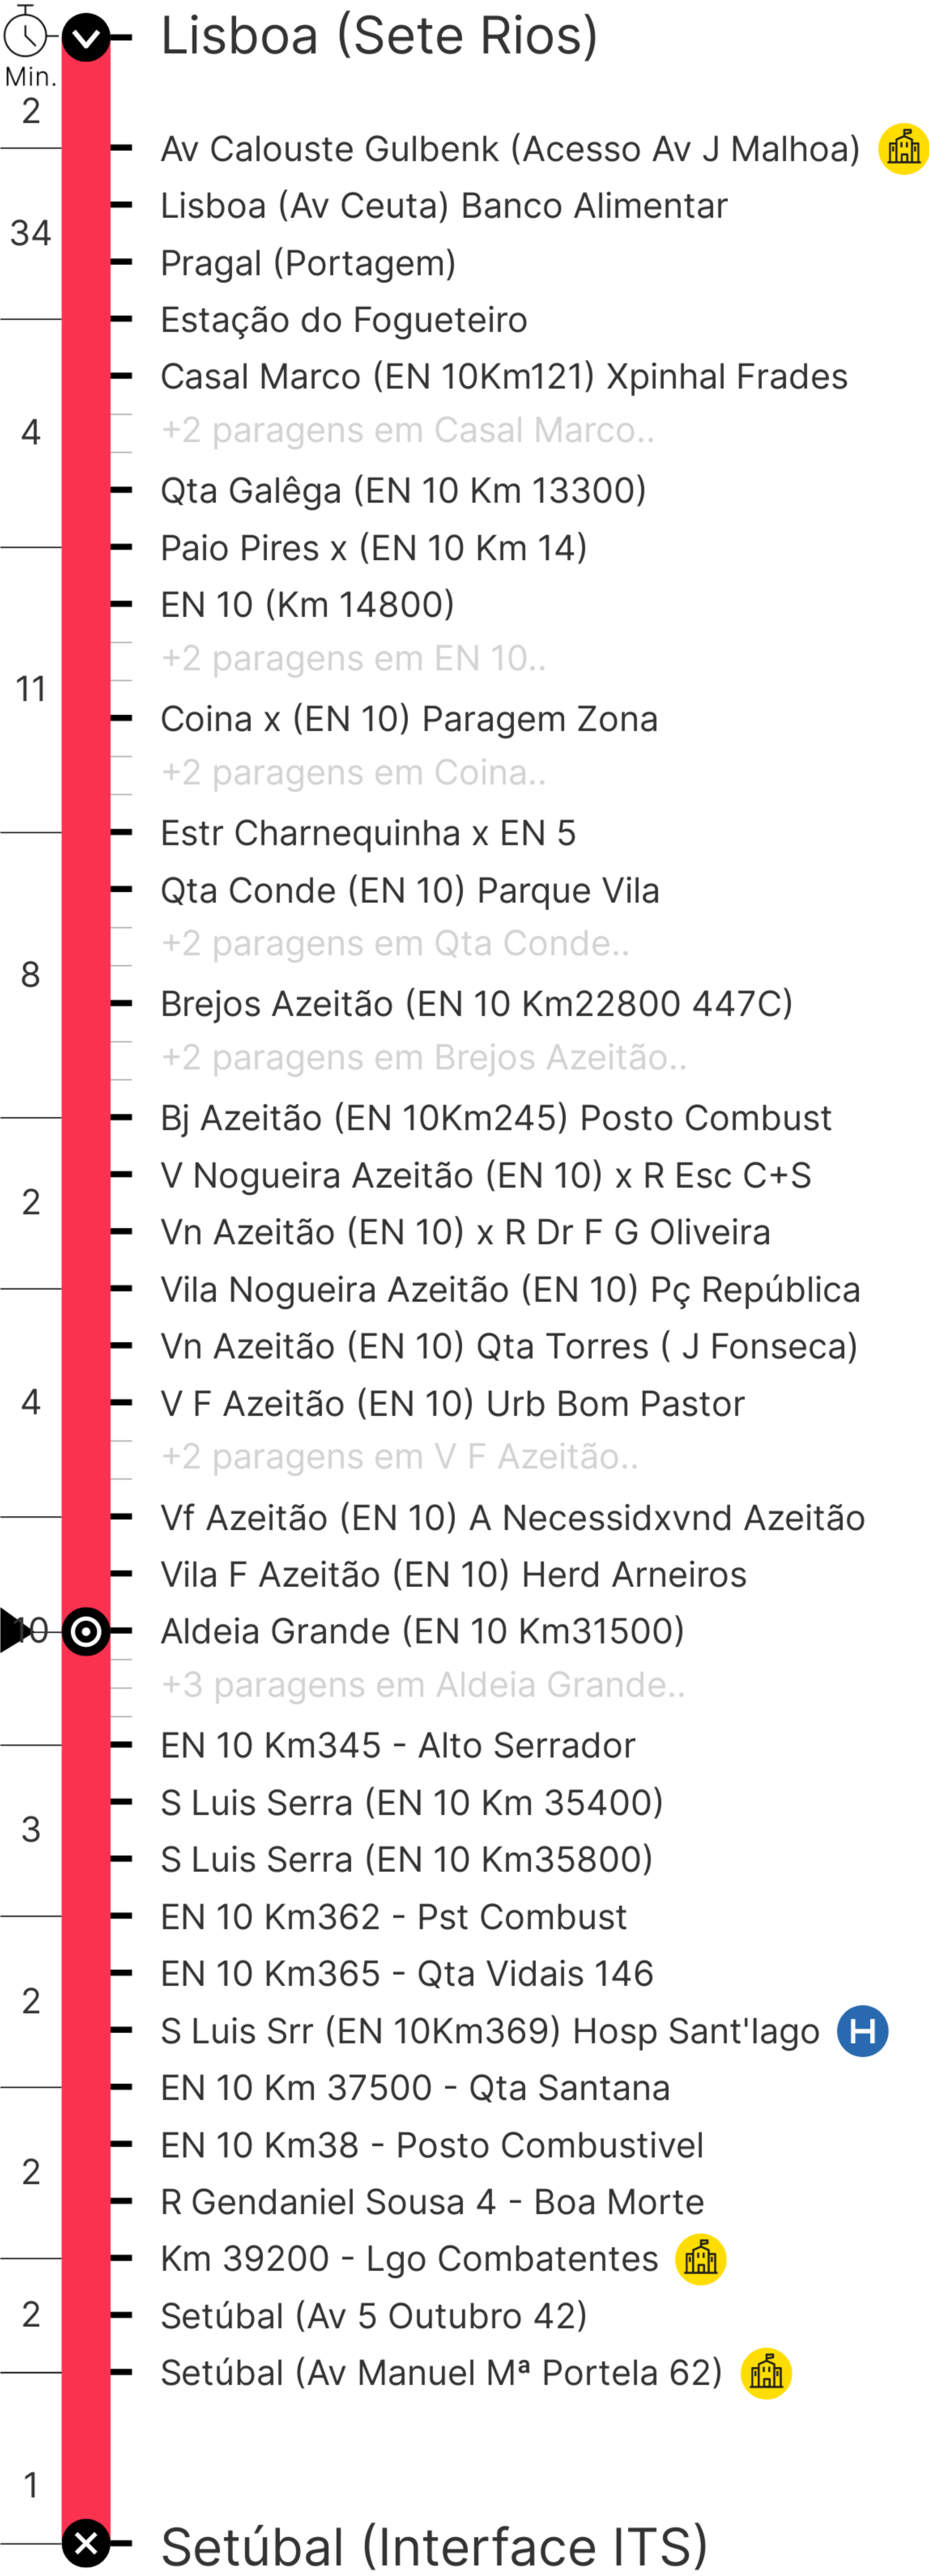 Lisboa (Sete Rios)
Min.
2
Av Calouste Gulbenk (Acesso Av J Malhoa)
Lisboa (Av Ceuta) Banco Alimentar
34
Pragal (Portagem)
Estação do Fogueteiro
Casal Marco (EN 10Km121) Xpinhal Frades
+2 paragens em Casal Marco..
4
Qta Galêga (EN 10 Km 13300)
Paio Pires x (EN 10 Km 14)
EN 10 (Km 14800)
+2 paragens em EN 10..
11
Coina x (EN 10) Paragem Zona
+2 paragens em Coina..
Estr Charnequinha x EN 5
Qta Conde (EN 10) Parque Vila
+2 paragens em Qta Conde..
8
Brejos Azeitão (EN 10 Km22800 447C)
+2 paragens em Brejos Azeitão..
Bj Azeitão (EN 10Km245) Posto Combust
V Nogueira Azeitão (EN 10) x R Esc C+S
2
Vn Azeitão (EN 10) x R Dr F G Oliveira
Vila Nogueira Azeitão (EN 10) Pç República
Vn Azeitão (EN 10) Qta Torres ( J Fonseca)
4
V F Azeitão (EN 10) Urb Bom Pastor
+2 paragens em V F Azeitão..
Vf Azeitão (EN 10) A Necessidxvnd Azeitão
Vila F Azeitão (EN 10) Herd Arneiros
10
Aldeia Grande (EN 10 Km31500)
+3 paragens em Aldeia Grande..
EN 10 Km345 - Alto Serrador
S Luis Serra (EN 10 Km 35400)
3
S Luis Serra (EN 10 Km35800)
EN 10 Km362 - Pst Combust
EN 10 Km365 - Qta Vidais 146
2
S Luis Srr (EN 10Km369) Hosp Sant'Iago
H
EN 10 Km 37500 - Qta Santana
EN 10 Km38 - Posto Combustivel
2
R Gendaniel Sousa 4 - Boa Morte
Km 39200 - Lgo Combatentes
2
Setúbal (Av 5 Outubro 42)
Setúbal (Av Manuel Mª Portela 62)
1
Setúbal (Interface ITS)